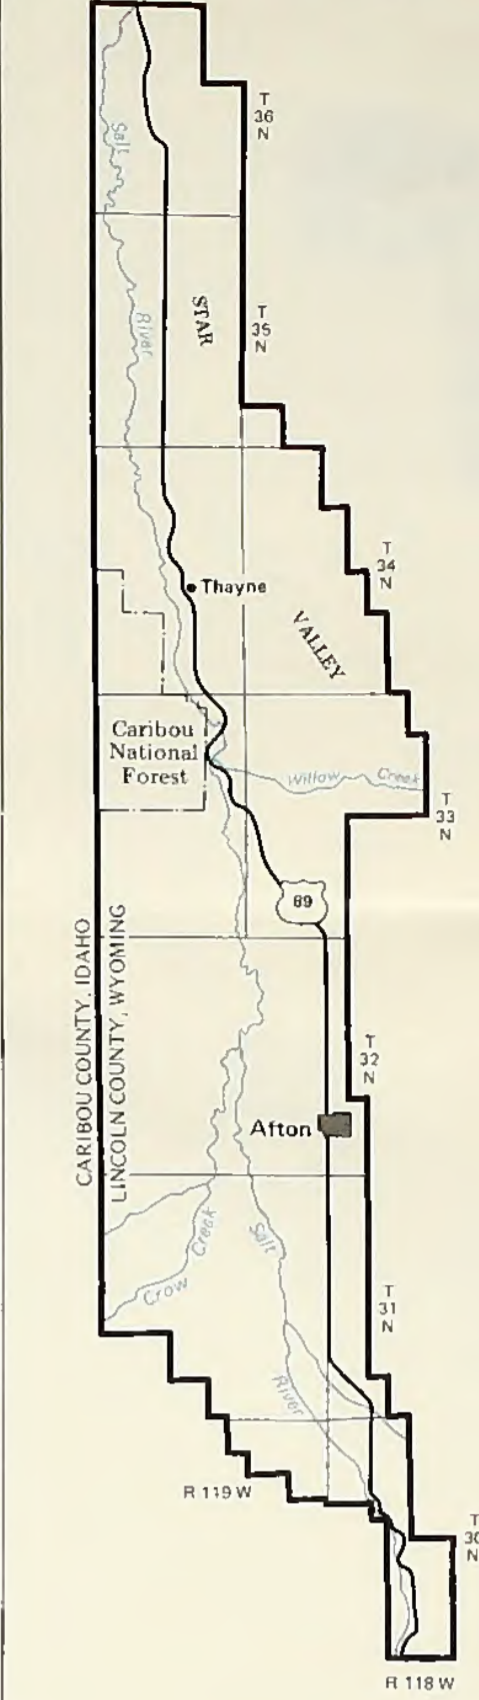 T
36
N
Salt
River
STAR
T
35
N
T
34
N
Thayne
VALLEY
Caribou
National
Forest
Willow Creek
T
33
N
89
CARIBOU COUNTY, IDAHO
LINCOLN COUNTY, WYOMING
T
32
N
Afton
Crow Creek
Salt
River
T
31
N
R 119 W
T
30
N
R 118 W